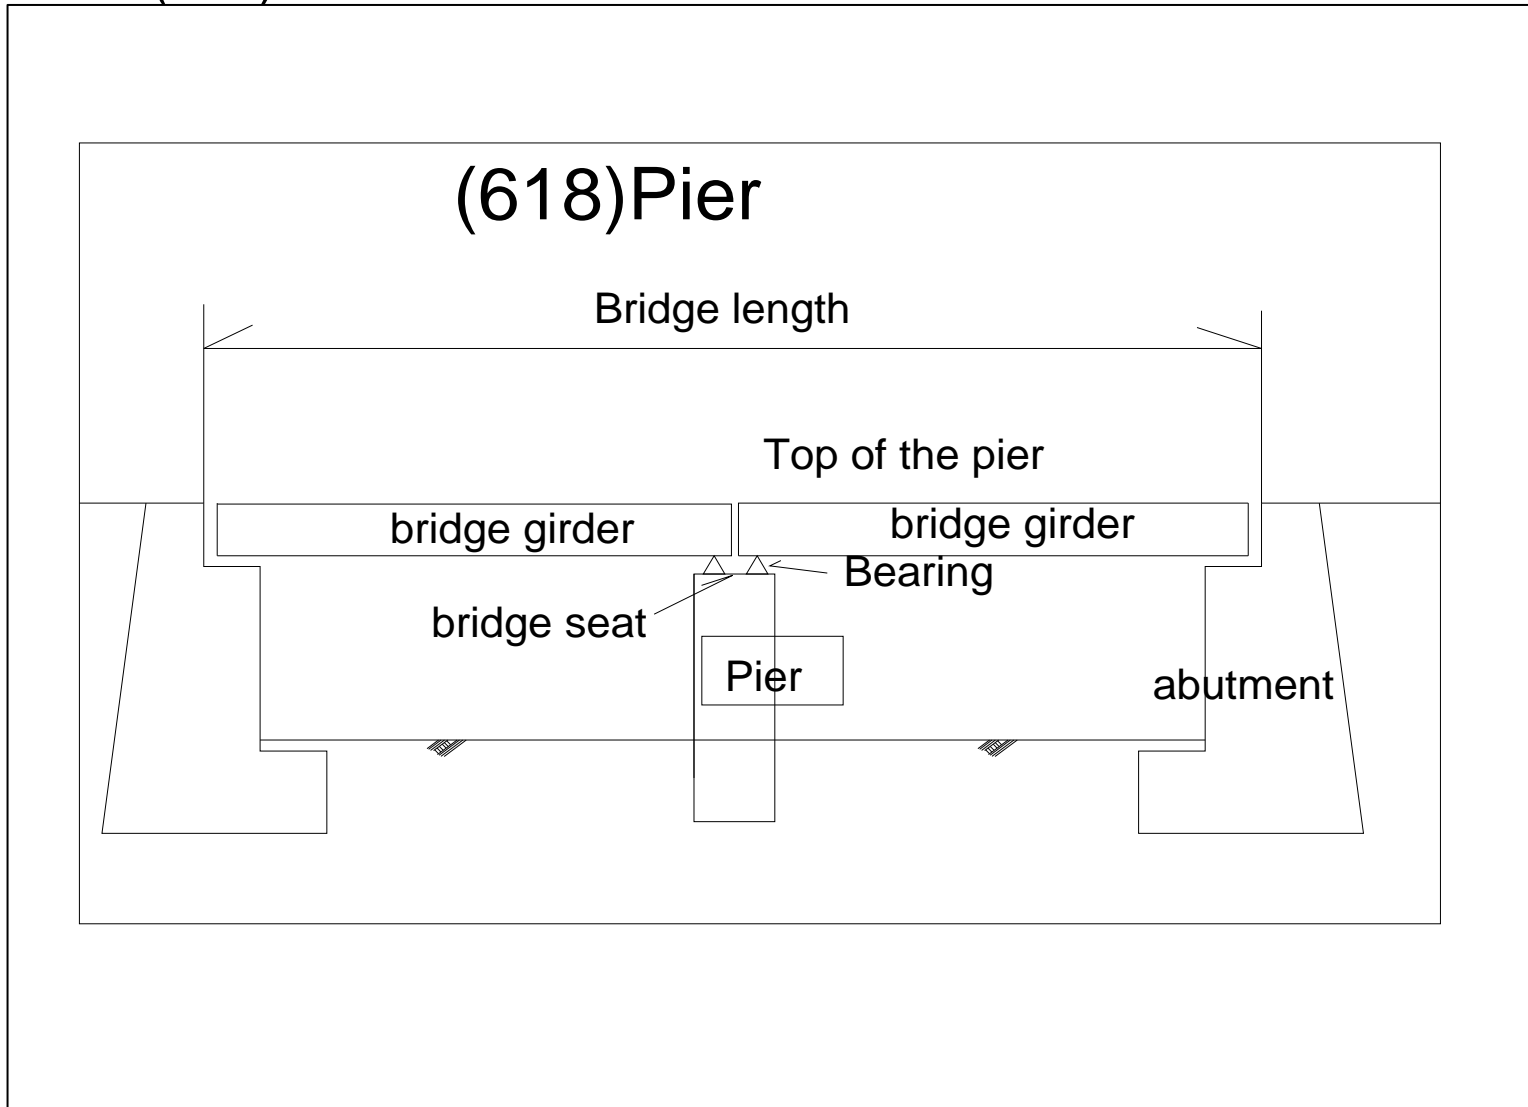 (618)Pier
Bridge length
Top of the pier
bridge girder
bridge girder
Bearing
bridge seat
Pier
abutment